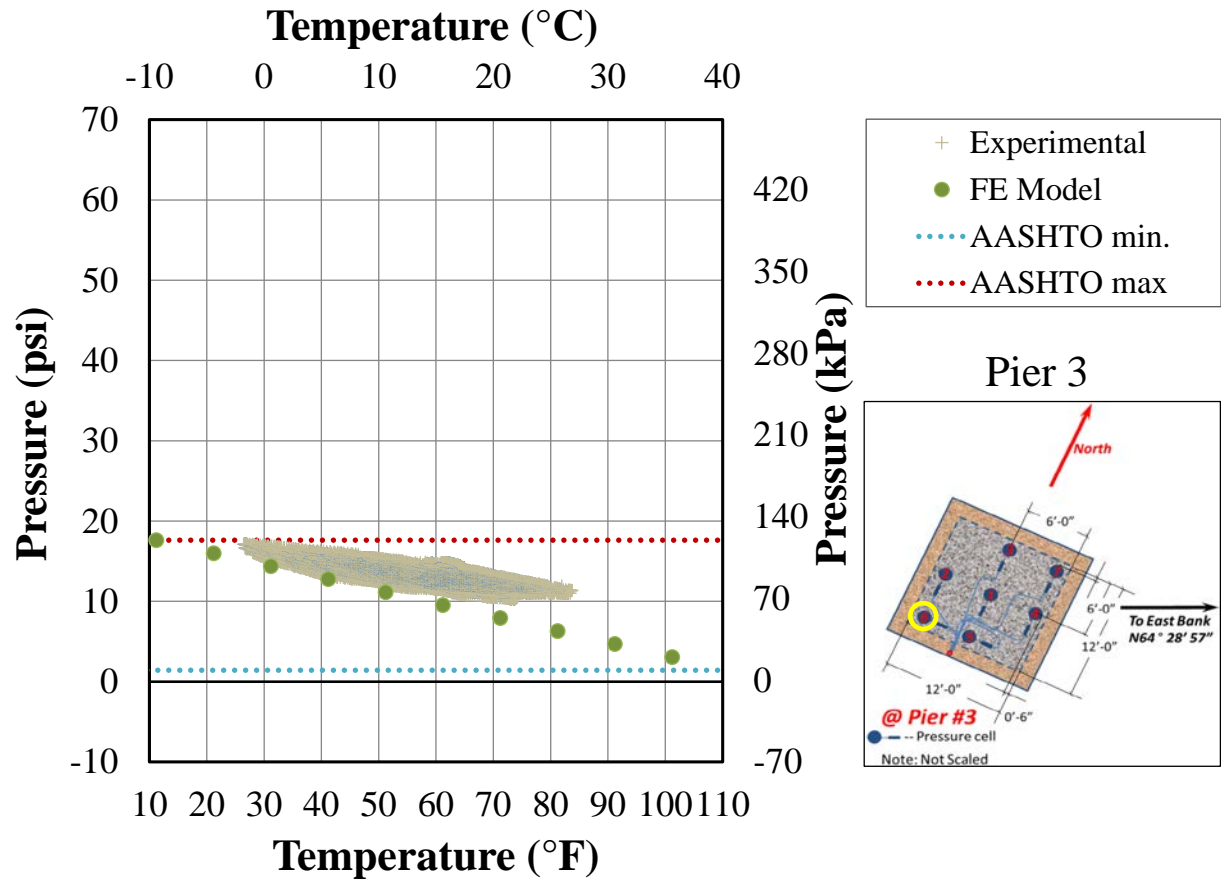 Temperature (°C)
-10 0 10 20 30 40
70
60
50
40
30
20
10
0
-10
Pressure (psi)
420
350
280
210
140
70
0
-70
Pressure (kPa)
10 20 30 40 50 60 70 80 90 100 110
Temperature (°F)
Experimental
FE Model
AASHTO min.
AASHTO max
Pier 3
North
6'-0"
6'-0"
To East Bank
N64° 28' 57"
12'-0"
12'-0"
0'-6"
@ Pier #3
-- Pressure cell
Note: Not Scaled